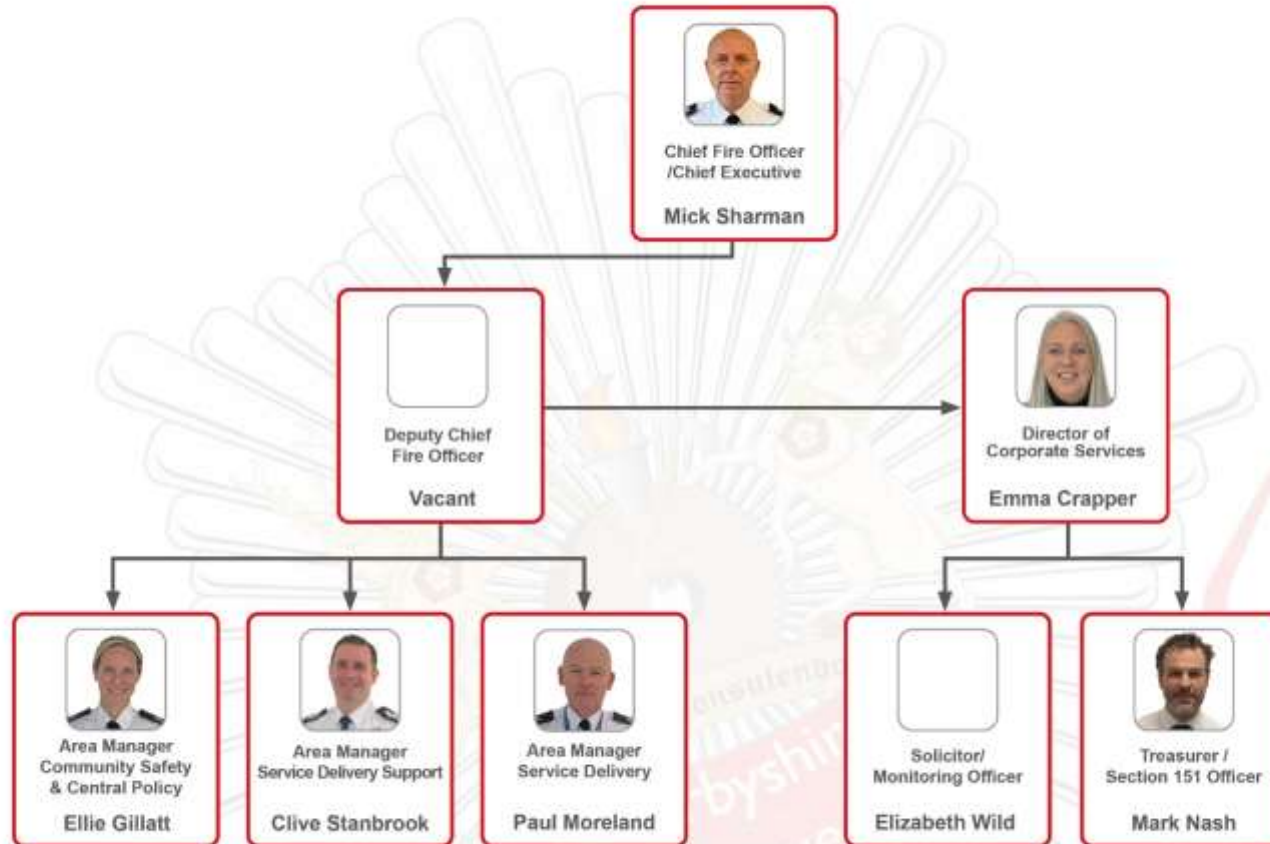 Chief Fire Officer
/Chief Executive
Mick Sharman
Deputy Chief
Fire Officer
Vacant
Director of
Corporate Services
Emma Crapper
Area Manager
Community Safety
& Central Policy
Ellie Gillatt
Area Manager
Service Delivery Support
Clive Stanbrook
Area Manager
Service Delivery
Paul Moreland
Solicitor/
Monitoring Officer
Elizabeth Wild
Treasurer /
Section 151 Officer
Mark Nash